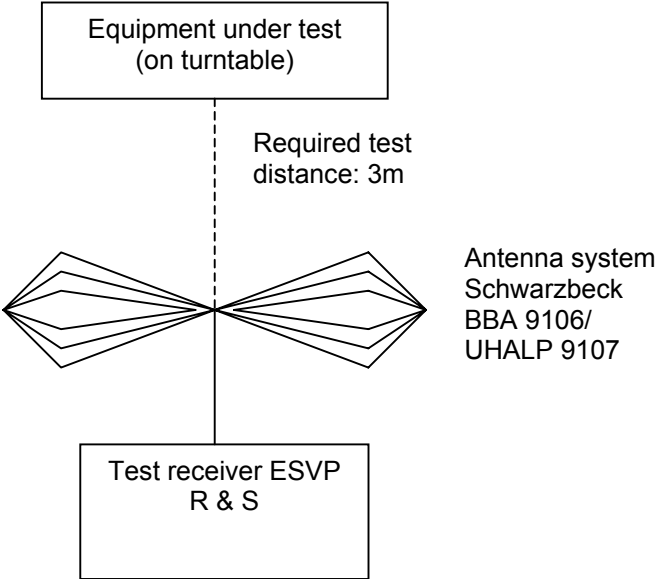 Equipment under test
(on turntable)
Required test
distance: 3m
Antenna system
Schwarzbeck
BBA 9106/
UHALP 9107
Test receiver ESVP
R & S